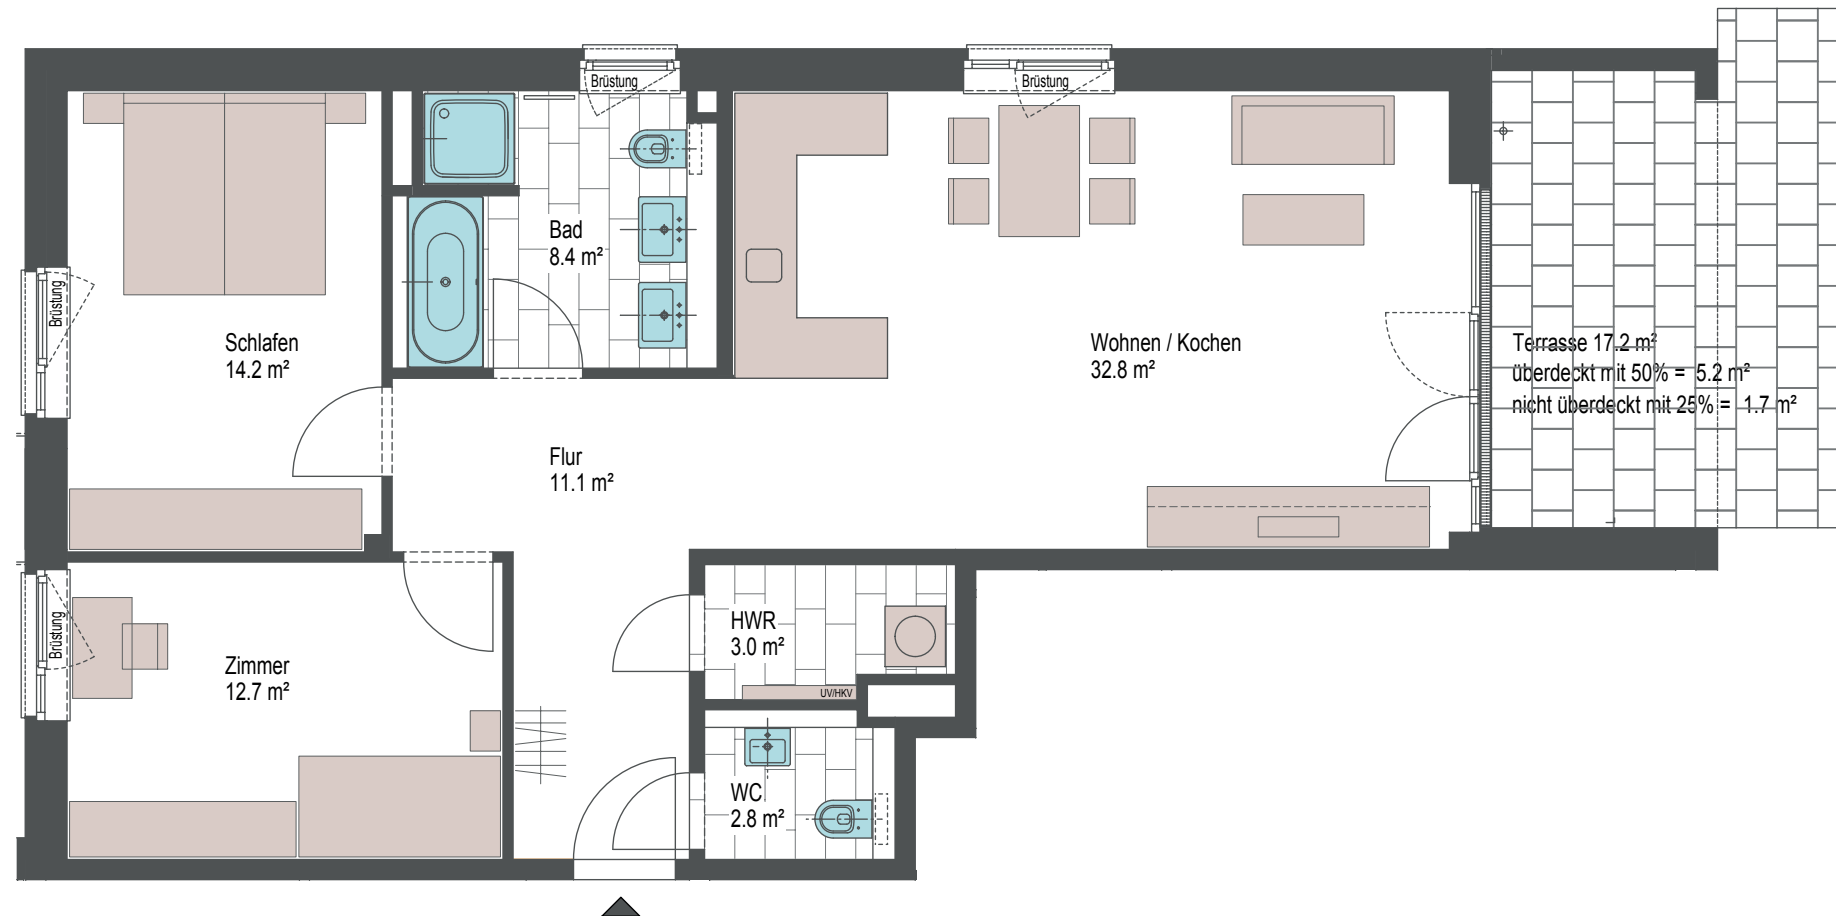 Brüstung
Brüstung
Bad
8.4 m²
Brüstung
Schlafen
14.2 m²
Wohnen / Kochen
32.8 m²
Terrasse 17.2 m²
überdeckt mit 50% = 5.2 m²
nicht überdeckt mit 25% = 1.7 m²
Flur
11.1 m²
Brüstung
HWR
3.0 m²
Zimmer
12.7 m²
UV/HKV
WC
2.8 m²